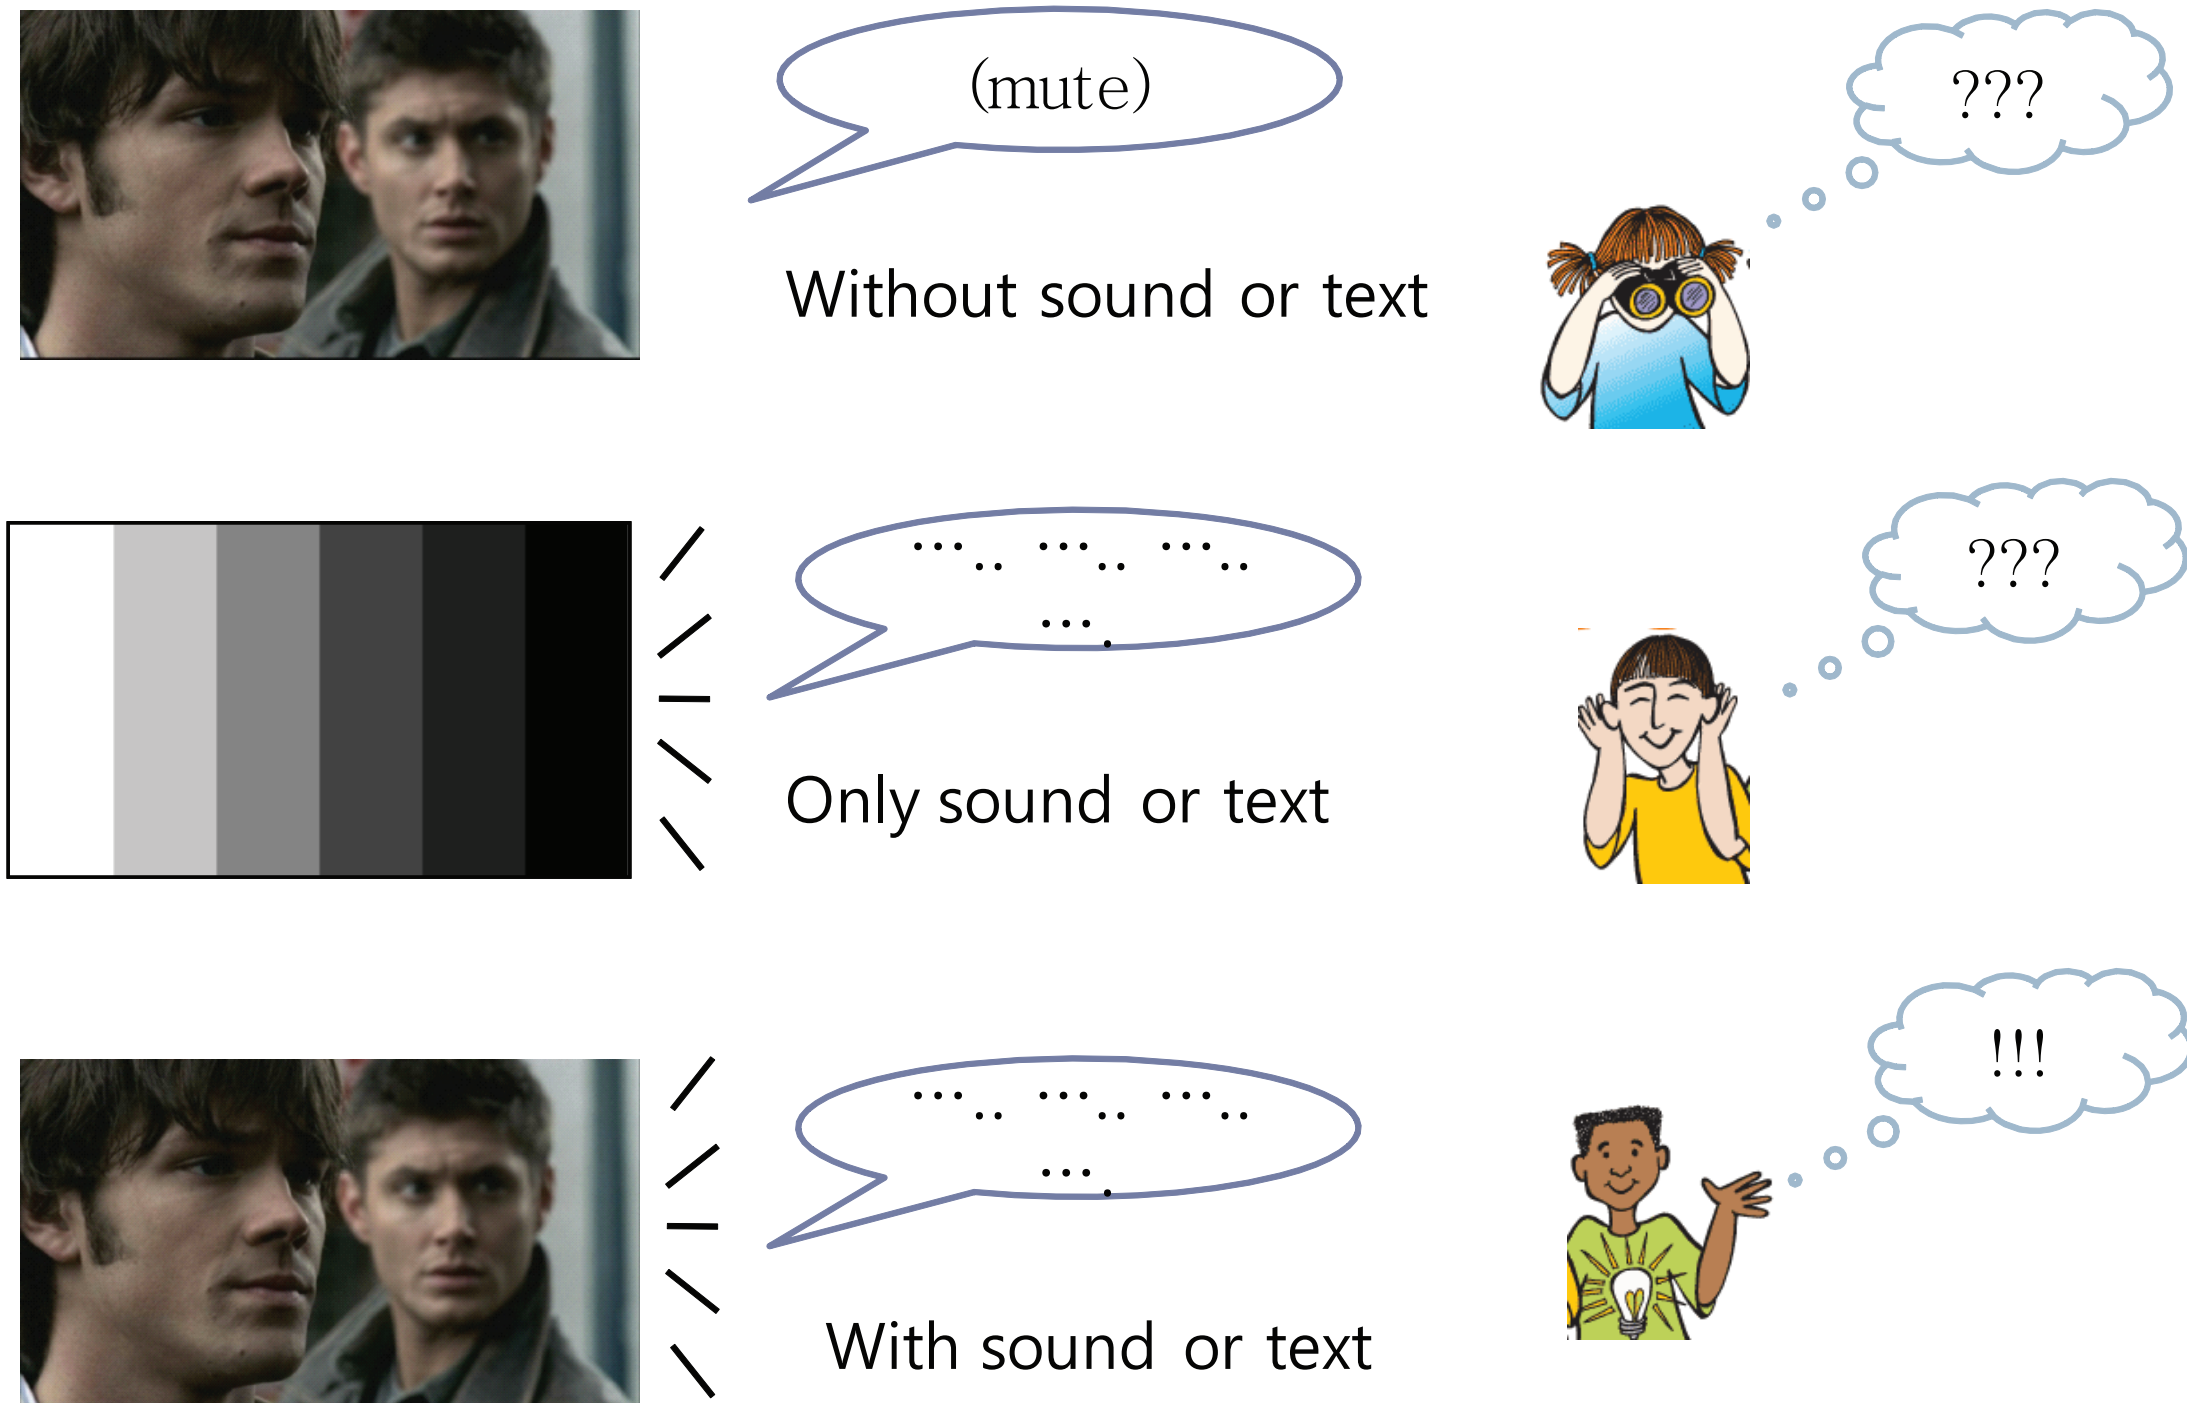 (mute)
???
Without sound or text
….. ….. …..
….
???
Only sound or text
….. ….. …..
….
!!!
With sound or text